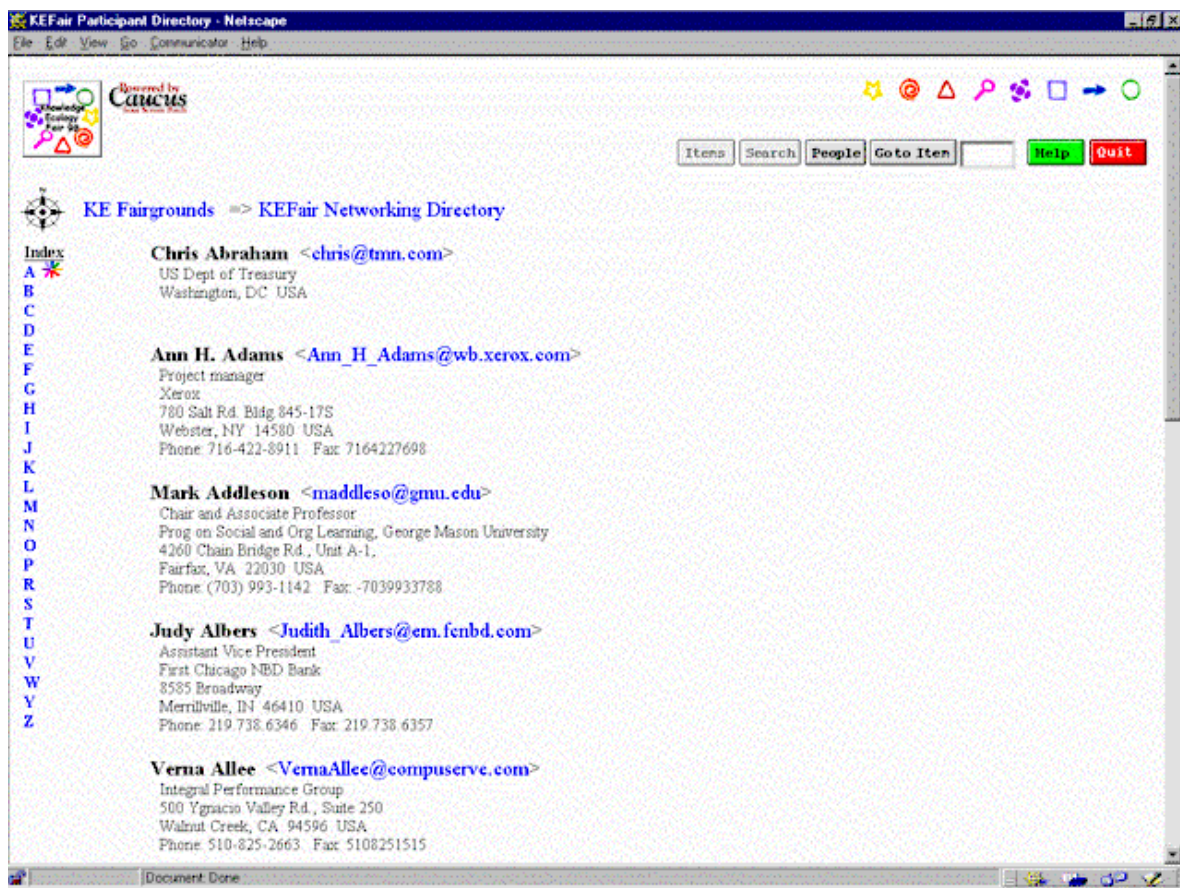 KEFair Participant Directory - Netscape
File Edit View Go Communicator Help
Knowledge
Ecology
Fair 98
Powered by
Caucus
Items Search People Goto Item Help Quit
N
KE Fairgrounds => KEFair Networking Directory
Index
A
B
C
D
E
F
G
H
I
J
K
L
M
N
O
P
R
S
T
U
V
W
Y
Z
Chris Abraham <chris@tmn.com>
US Dept of Treasury
Washington, DC USA
Ann H. Adams <Ann_H_Adams@wb.xerox.com>
Project manager
Xerox
780 Salt Rd. Bldg 845-17S
Webster, NY 14580 USA
Phone: 716-422-8911 Fax: 7164227698
Mark Addleson <maddleso@gmu.edu>
Chair and Associate Professor
Prog on Social and Org Learning, George Mason University
4260 Chain Bridge Rd., Unit A-1,
Fairfax, VA 22030 USA
Phone: (703) 993-1142 Fax: -7039933788
Judy Albers <Judith_Albers@em.fcnbd.com>
Assistant Vice President
First Chicago NBD Bank
8585 Broadway
Merrillville, IN 46410 USA
Phone: 219.738.6346 Fax: 219.738.6357
Verna Allee <VernaAllee@compuserve.com>
Integral Performance Group
500 Ygnacio Valley Rd., Suite 250
Walnut Creek, CA 94596 USA
Phone: 510-825-2663 Fax: 5108251515
Document: Done